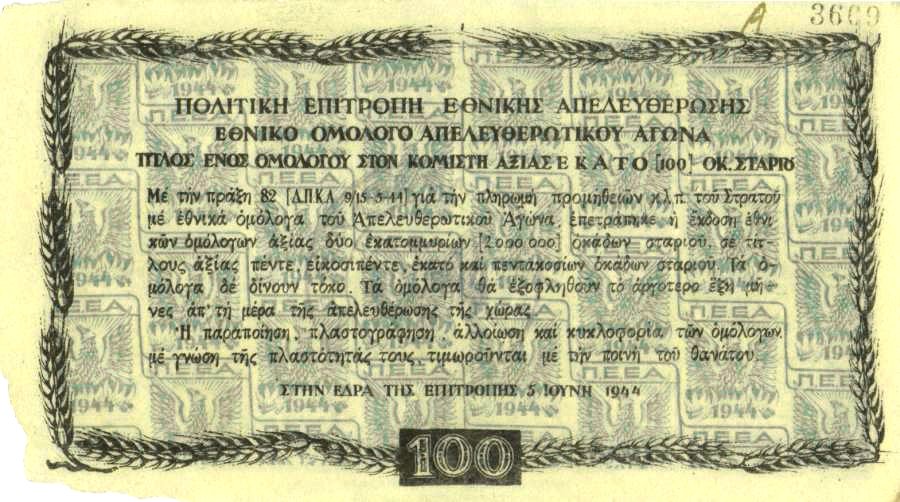 A 3669
ΠΟΛΙΤΙΚΗ ΕΠΙΤΡΟΠΗ ΕΘΝΙΚΗΣ ΑΠΕΛΕΥΘΕΡΩΣΗΣ
ΕΘΝΙΚΟ ΟΜΟΛΟΓΟ ΑΠΕΛΕΥΘΕΡΩΤΙΚΟΥ ΑΓΩΝΑ
ΤΙΤΛΟΣ ΕΝΟΣ ΟΜΟΛΟΓΟΥ ΣΤΟΝ ΚΟΜΙΣΤΗ ΑΞΙΑΣ ΕΚΑΤΟ [100] ΟΚ. ΣΤΑΡΙΟΥ
Μὲ τὴν πράξη 82 [Δ.Π.Κ.Λ 9/15-5-44] γιὰ τὴν πληρωμὴ προμηθειῶν κ.λ.π. τοῦ Στρατοῦ
μὲ ἐθνικὰ ὁμόλογα τοῦ Ἀπελευθερωτικοῦ Ἀγώνα, ἐπετράπηκε ἡ ἔκδοση ἐθνι-
κῶν ὁμόλογων ἀξίας δύο ἑκατομμυρίων [2.000.000] ὀκάδων σταριοῦ, σὲ τίτ-
λους ἀξίας πέντε, εἰκοσιπέντε, ἑκατὸ καὶ πεντακοσίων ὀκάδων σταριοῦ. Τὰ ὁ-
μόλογα δὲ δίνουν τόκο. Τὰ ὁμόλογα θὰ ἐξοφληθοῦν τὸ ἀργότερο ἕξη μῆ-
νες ἀπ' τὴ μέρα τῆς ἀπελευθέρωσης τῆς χώρας
Ἡ παραποίηση, πλαστογράφηση, ἀλλοίωση καὶ κυκλοφορία τῶν ὁμόλογων,
μὲ γνώση τῆς πλαστότητάς τους, τιμωροῦνται μὲ τὴν ποινὴ τοῦ θανάτου.
ΣΤΗΝ ΕΔΡΑ ΤΗΣ ΕΠΙΤΡΟΠΗΣ 5 ΙΟΥΝΗ 1944
100